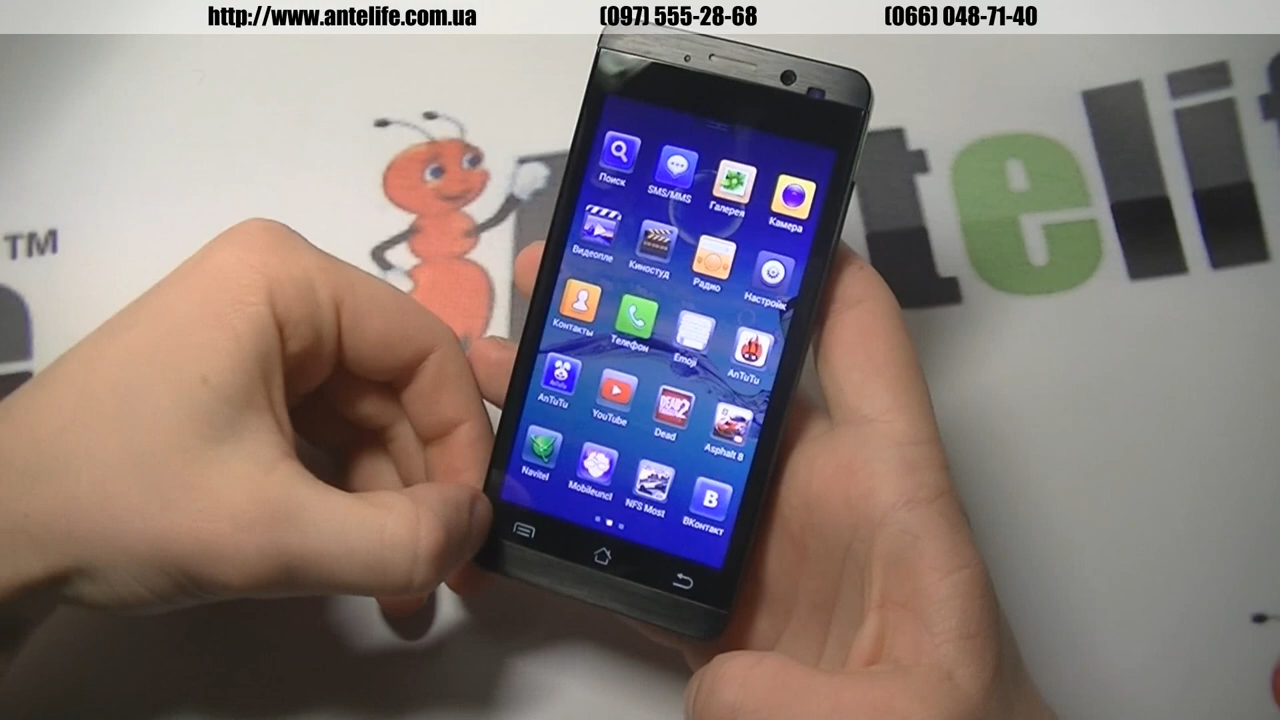 http://www.antelife.com.ua (097) 555-28-68 (066) 048-71-40
TM
telif
Поиск SMS/MMS Галерея Камера
Видеопле Киностуд Радио Настройк
Контакты Телефон Emoji AnTuTu
AnTuTu YouTube Dead Asphalt 8
Navitel Mobileuncl NFS Most ВКонтакт